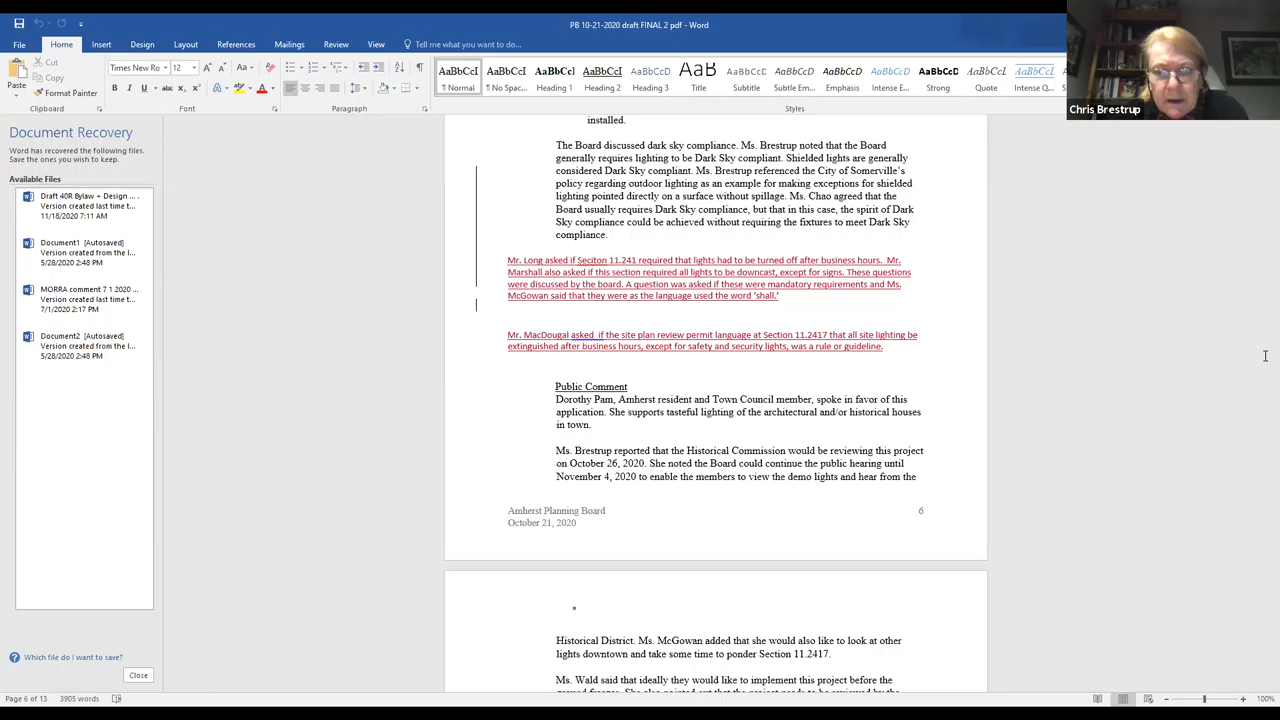 PB 10-21-2020 draft FINAL 2 pdf - Word
File Home Insert Design Layout References Mailings Review View Tell me what you want to do...
Paste
Cut
Copy
Format Painter
Clipboard
Times New Ro 12
Font
Paragraph
AaBbCcI AaBbCcI AaBbCcl AaBbCcI AaBbCcD AaB AaBbCcD AaBbCcD AaBbCcD AaBbCcD AaBbCcD AaBbCcD AaBbCcD
¶ Normal ¶ No Spac... Heading 1 Heading 2 Heading 3 Title Subtitle Subtle Em... Emphasis Intense E... Strong Quote Intense Q...
Styles
Chris Brestrup
Document Recovery
Word has recovered the following files.
Save the ones you wish to keep.
Available Files
Draft 40R Bylaw + Design ...
Version created last time t...
11/18/2020 7:11 AM
Document1 [Autosaved]
Version created from the l...
5/28/2020 2:48 PM
MORRA comment 7 1 2020 ...
Version created last time t...
7/1/2020 2:17 PM
Document2 [Autosaved]
Version created from the l...
5/28/2020 2:48 PM
Which file do I want to save?
Close
installed.
The Board discussed dark sky compliance. Ms. Brestrup noted that the Board
generally requires lighting to be Dark Sky compliant. Shielded lights are generally
considered Dark Sky compliant. Ms. Brestrup referenced the City of Somerville's
policy regarding outdoor lighting as an example for making exceptions for shielded
lighting pointed directly on a surface without spillage. Ms. Chao agreed that the
Board usually requires Dark Sky compliance, but that in this case, the spirit of Dark
Sky compliance could be achieved without requiring the fixtures to meet Dark Sky
compliance.
Mr. Long asked if Seciton 11.241 required that lights had to be turned off after business hours. Mr.
Marshall also asked if this section required all lights to be downcast, except for signs. These questions
were discussed by the board. A question was asked if these were mandatory requirements and Ms.
McGowan said that they were as the language used the word 'shall.'
Mr. MacDougal asked if the site plan review permit language at Section 11.2417 that all site lighting be
extinguished after business hours, except for safety and security lights, was a rule or guideline.
Public Comment
Dorothy Pam, Amherst resident and Town Council member, spoke in favor of this
application. She supports tasteful lighting of the architectural and/or historical houses
in town.
Ms. Brestrup reported that the Historical Commission would be reviewing this project
on October 26, 2020. She noted the Board could continue the public hearing until
November 4, 2020 to enable the members to view the demo lights and hear from the
Amherst Planning Board 6
October 21, 2020
Historical District. Ms. McGowan added that she would also like to look at other
lights downtown and take some time to ponder Section 11.2417.
Ms. Wald said that ideally they would like to implement this project before the
Page 6 of 13 3905 words
100%